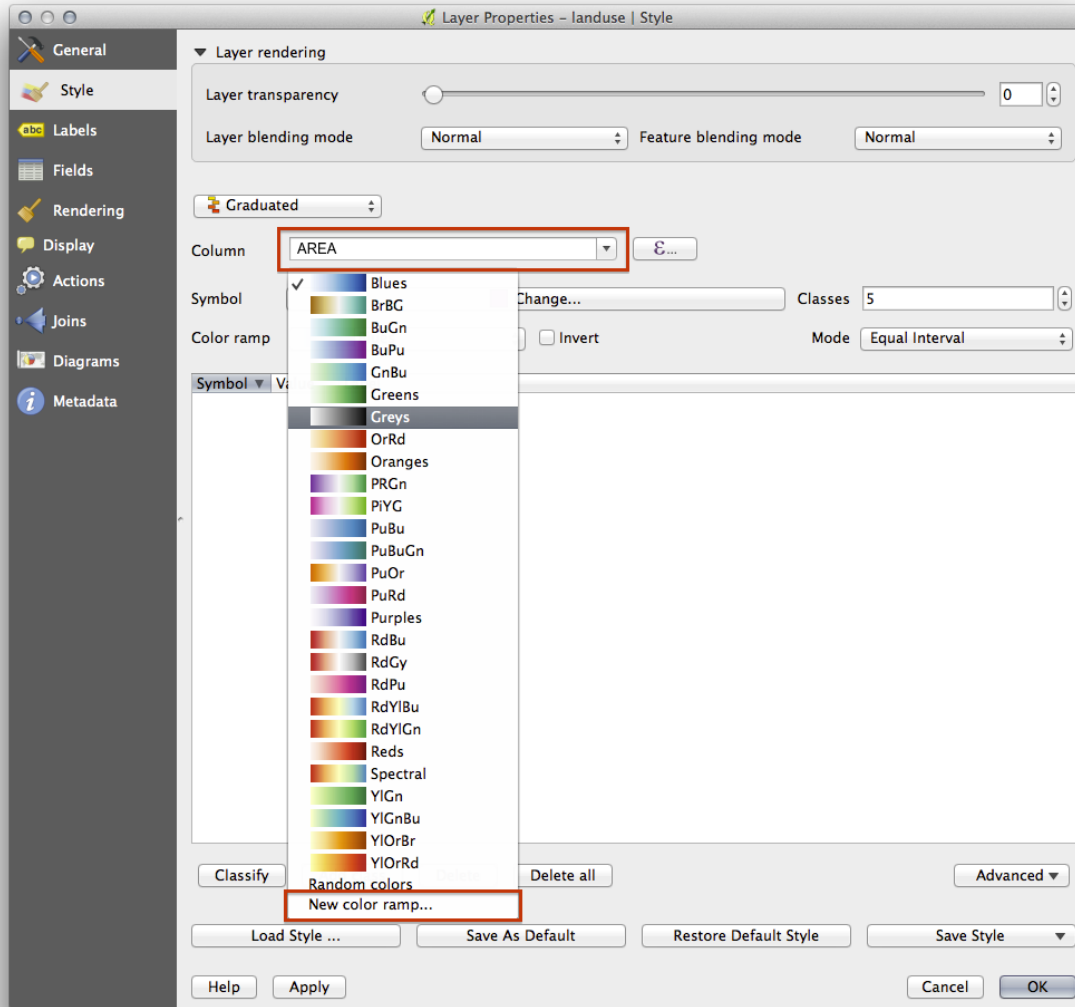 Layer Properties – landuse | Style
General
Style
abc Labels
Fields
Rendering
Display
Actions
Joins
Diagrams
Metadata
Layer rendering
Layer transparency 0
Layer blending mode Normal Feature blending mode Normal
Graduated
Column AREA ε...
Symbol Change... Classes 5
Color ramp Invert Mode Equal Interval
Symbol
Blues
BrBG
BuGn
BuPu
GnBu
Greens
Greys
OrRd
Oranges
PRGn
PiYG
PuBu
PuBuGn
PuOr
PuRd
Purples
RdBu
RdGy
RdPu
RdYlBu
RdYlGn
Reds
Spectral
YlGn
YlGnBu
YlOrBr
YlOrRd
Random colors
New color ramp...
Classify Delete all Advanced
Load Style ... Save As Default Restore Default Style Save Style
Help Apply Cancel OK